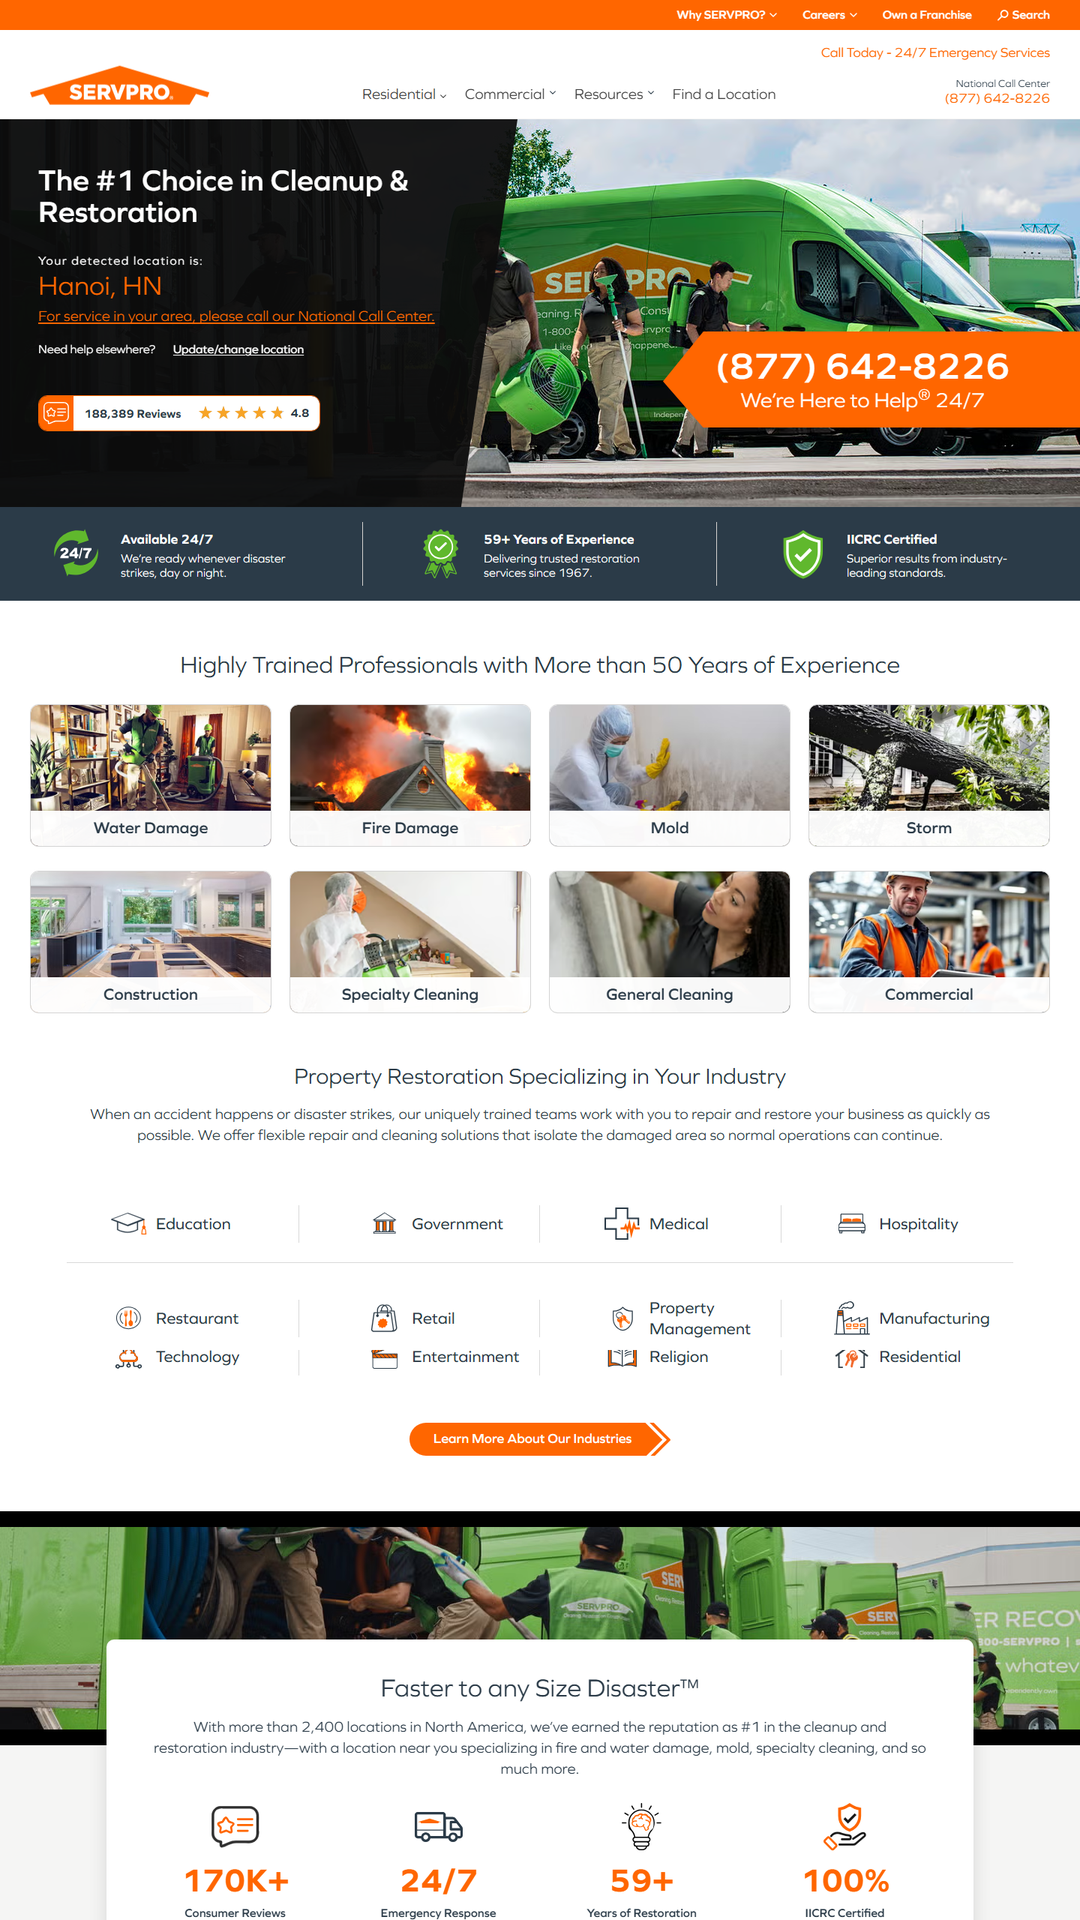 Why SERVPRO?
Careers
Own a Franchise
Search
Call Today - 24/7 Emergency Services
SERVPRO®
Residential
Commercial
Resources
Find a Location
National Call Center
(877) 642-8226
The #1 Choice in Cleanup &
Restoration
Your detected location is:
Hanoi, HN
For service in your area, please call our National Call Center.
Need help elsewhere?
Update/change location
188,389 Reviews
4.8
(877) 642-8226
We're Here to Help® 24/7
24/7
Available 24/7
We're ready whenever disaster
strikes, day or night.
59+ Years of Experience
Delivering trusted restoration
services since 1967.
IICRC Certified
Superior results from industry-
leading standards.
Highly Trained Professionals with More than 50 Years of Experience
Water Damage
Fire Damage
Mold
Storm
Construction
Specialty Cleaning
General Cleaning
Commercial
Property Restoration Specializing in Your Industry
When an accident happens or disaster strikes, our uniquely trained teams work with you to repair and restore your business as quickly as
possible. We offer flexible repair and cleaning solutions that isolate the damaged area so normal operations can continue.
Education
Government
Medical
Hospitality
Restaurant
Retail
Property
Management
Manufacturing
Technology
Entertainment
Religion
Residential
Learn More About Our Industries
SERVPRO
SERV
ER RECOV
800-SERVPRO
whatev
Faster to any Size Disaster™
With more than 2,400 locations in North America, we've earned the reputation as #1 in the cleanup and
restoration industry—with a location near you specializing in fire and water damage, mold, specialty cleaning, and so
much more.
170K+
Consumer Reviews
24/7
Emergency Response
59+
Years of Restoration
100%
IICRC Certified